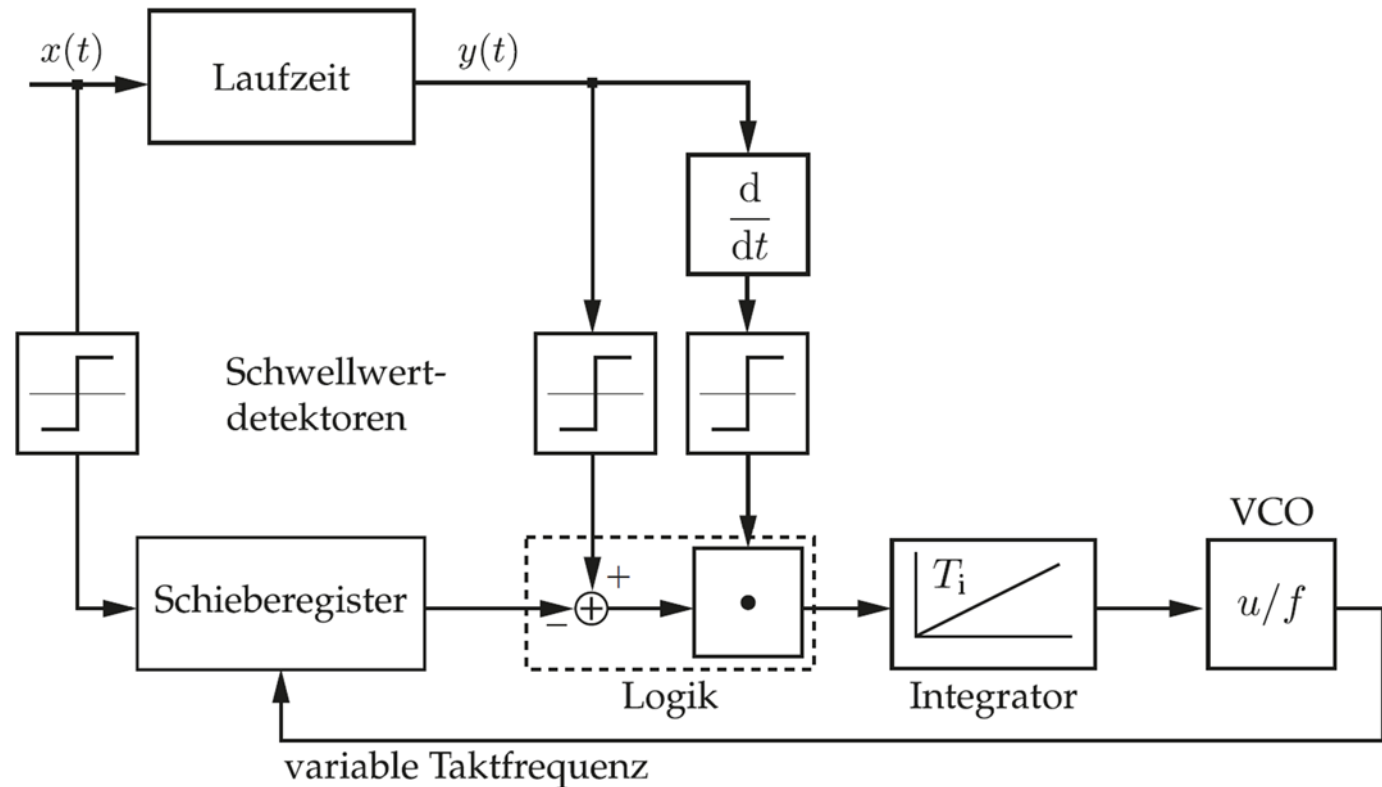 x(t)
Laufzeit
y(t)
d
dt
Schwellwert-
detektoren
VCO
Schieberegister
+
−
+
•
T_i
u/f
Logik
Integrator
variable Taktfrequenz